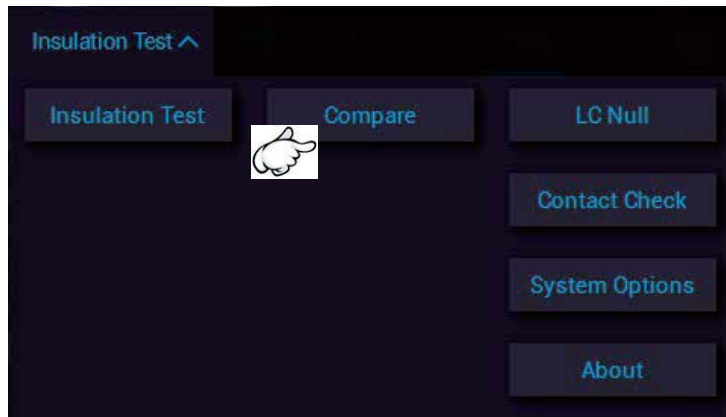 Insulation Test
Insulation Test
Compare
LC Null
Contact Check
System Options
About